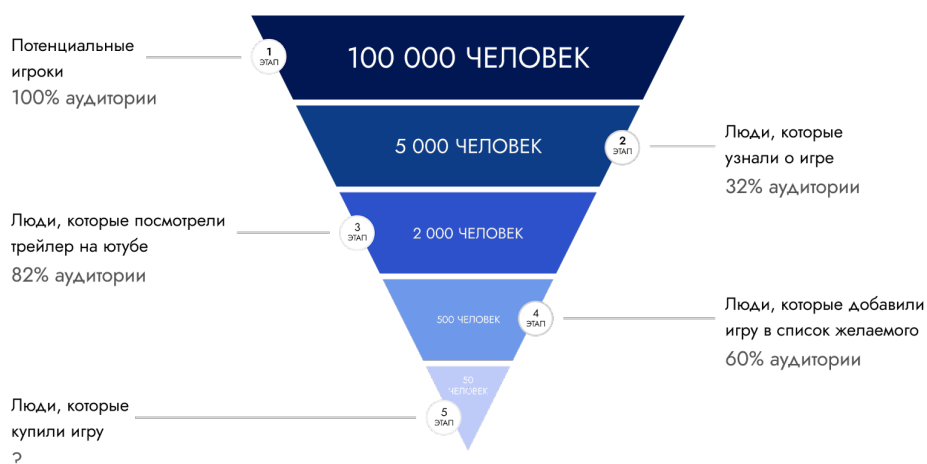 Потенциальные
игроки
100% аудитории
1
ЭТАП
100 000 ЧЕЛОВЕК
5 000 ЧЕЛОВЕК
2
ЭТАП
Люди, которые
узнали о игре
32% аудитории
Люди, которые посмотрели
трейлер на ютубе
82% аудитории
3
ЭТАП
2 000 ЧЕЛОВЕК
500 ЧЕЛОВЕК
4
ЭТАП
Люди, которые добавили
игру в список желаемого
60% аудитории
50
ЧЕЛОВЕК
5
ЭТАП
Люди, которые
купили игру
?